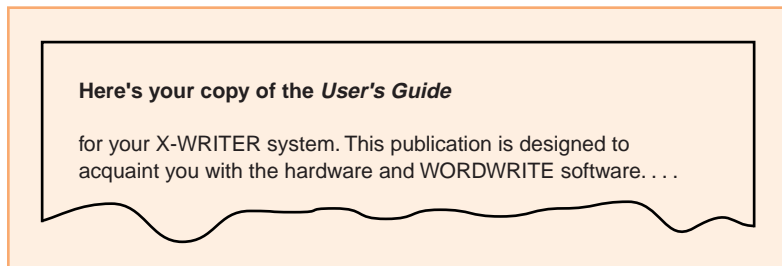 Here's your copy of the User's Guide
for your X-WRITER system. This publication is designed to
acquaint you with the hardware and WORDWRITE software. . . .